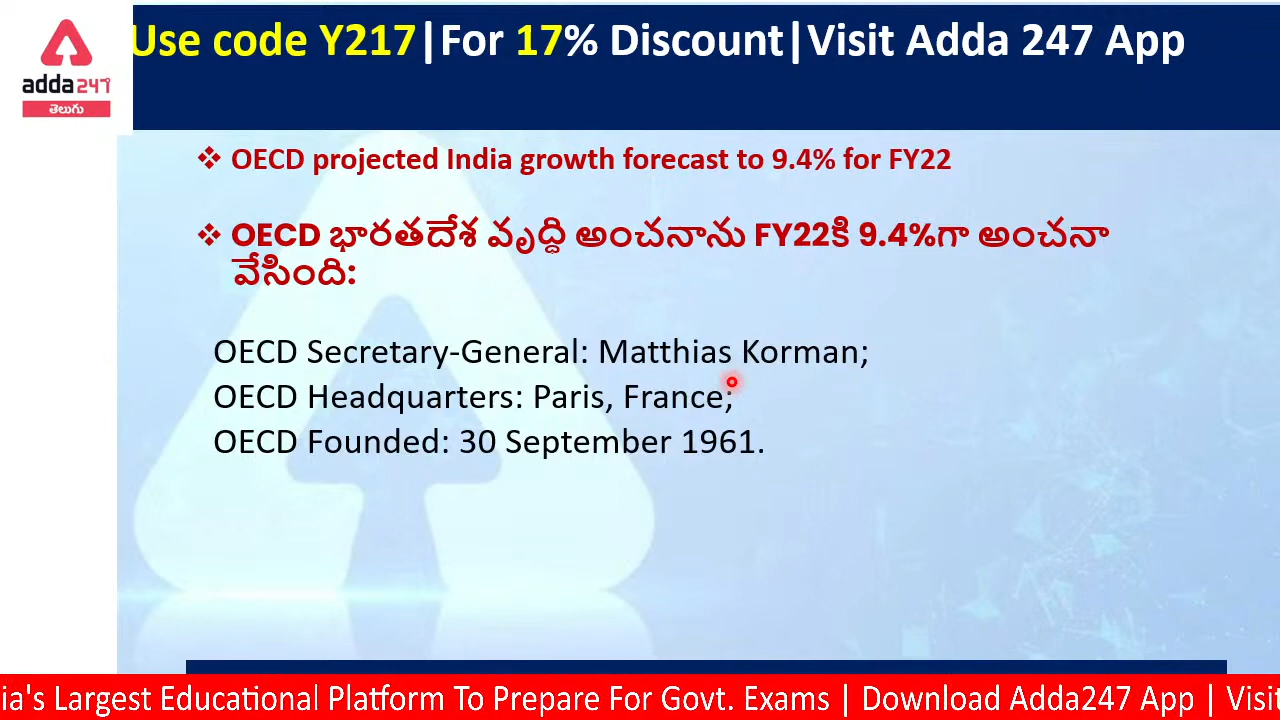 Use code Y217|For 17% Discount|Visit Adda 247 App
adda247
తెలుగు
❖ OECD projected India growth forecast to 9.4% for FY22
❖ OECD భారతదేశ వృద్ధి అంచనాను FY22కి 9.4%గా అంచనా
వేసింది:
OECD Secretary-General: Matthias Korman;
OECD Headquarters: Paris, France;
OECD Founded: 30 September 1961.
ia's Largest Educational Platform To Prepare For Govt. Exams | Download Adda247 App | Visi